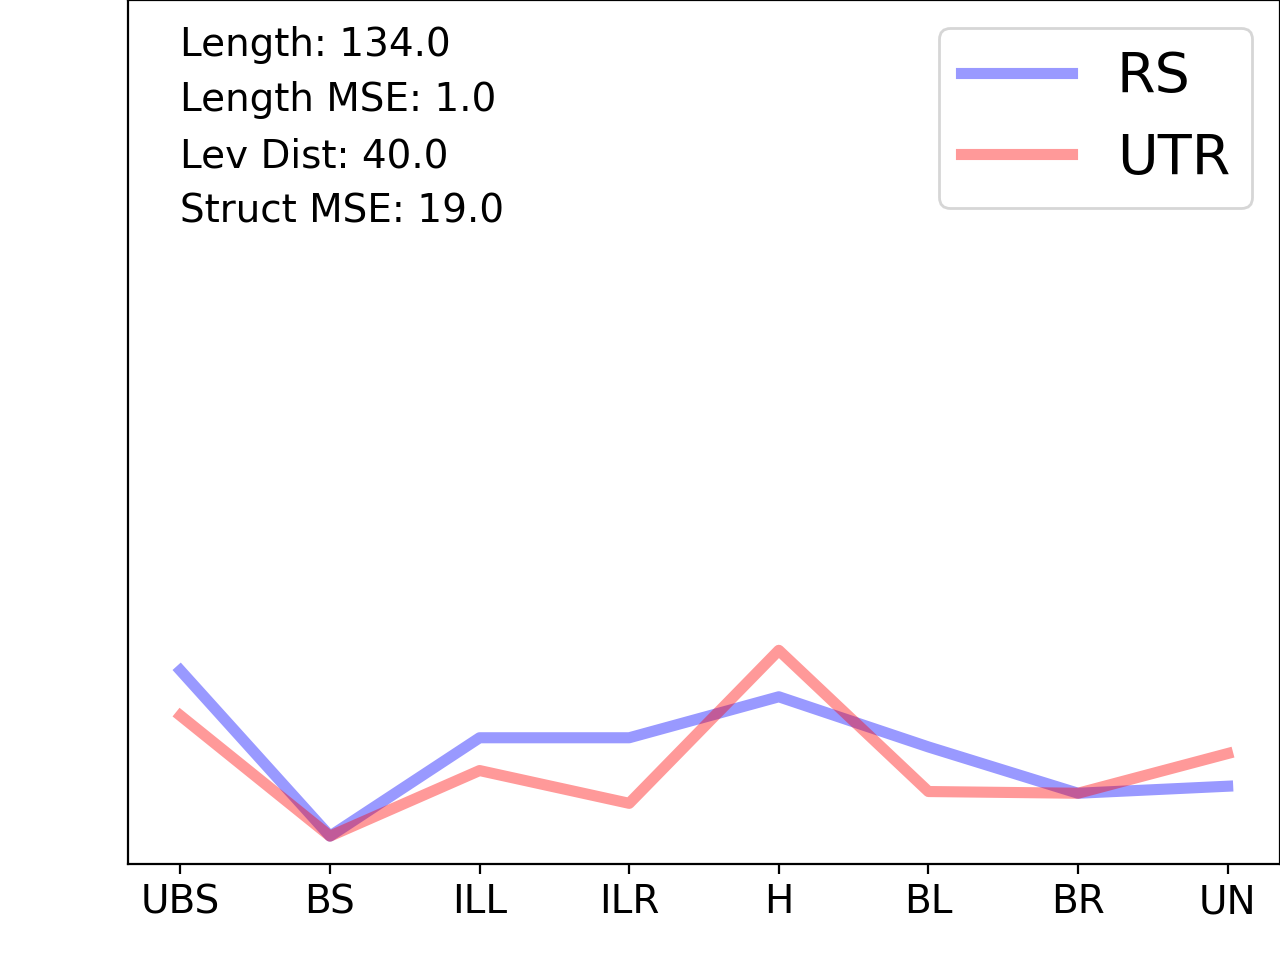 Length: 134.0
Length MSE: 1.0
Lev Dist: 40.0
Struct MSE: 19.0
RS
UTR
UBS BS ILL ILR H BL BR UN